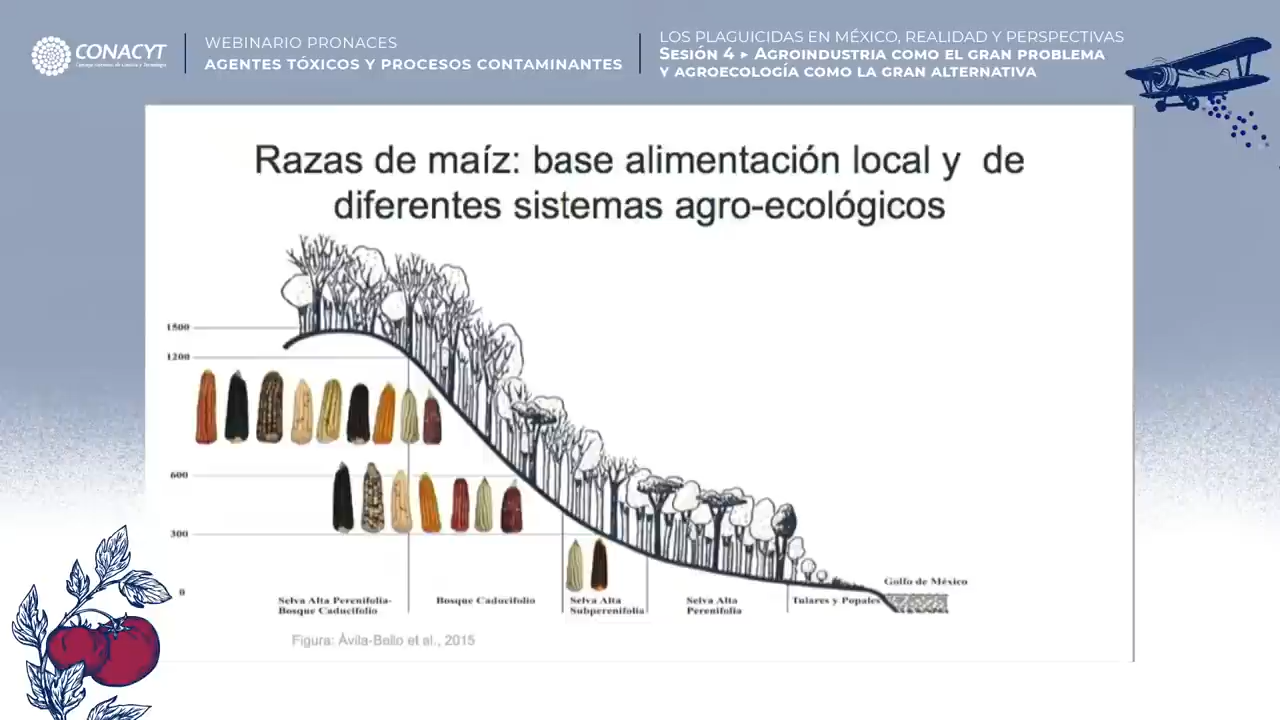 CONACYT
WEBINARIO PRONACES
AGENTES TÓXICOS Y PROCESOS CONTAMINANTES
LOS PLAGUICIDAS EN MÉXICO, REALIDAD Y PERSPECTIVAS
SESIÓN 4 ▸ AGROINDUSTRIA COMO EL GRAN PROBLEMA
Y AGROECOLOGÍA COMO LA GRAN ALTERNATIVA
Razas de maíz: base alimentación local y de
diferentes sistemas agro-ecológicos
1500
1200
600
300
0
Golfo de México
Selva Alta Perenifolia-
Bosque Caducifolio
Bosque Caducifolio
Selva Alta
Subperenifolia
Selva Alta
Perenifolia
Tulares y Popales
Figura: Àvila-Bello et al., 2015